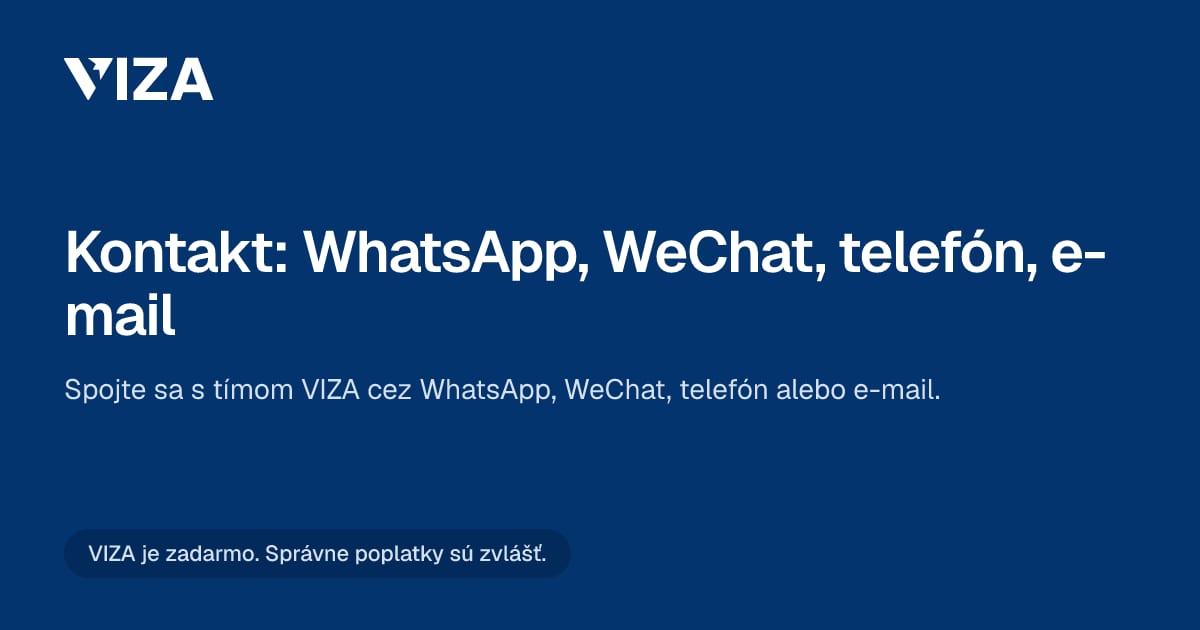 VIZA
Kontakt: WhatsApp, WeChat, telefón, e-
mail
Spojte sa s tímom VIZA cez WhatsApp, WeChat, telefón alebo e-mail.
VIZA je zadarmo. Správne poplatky sú zvlášť.